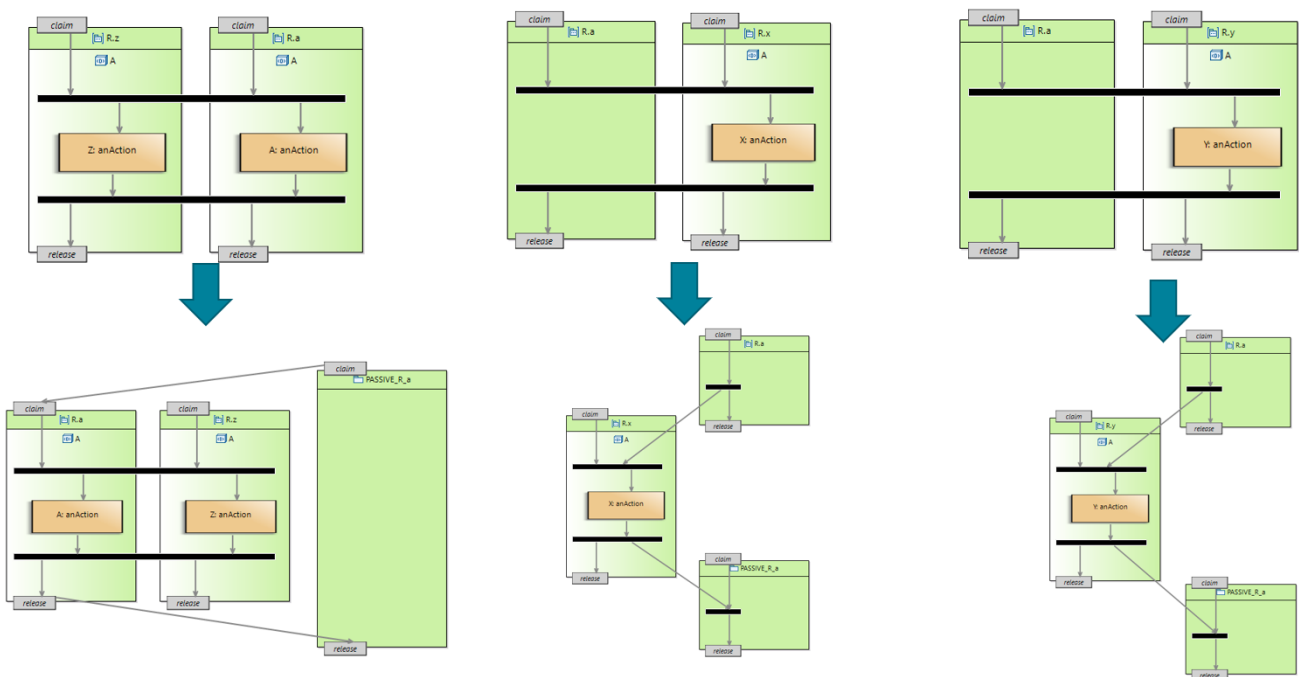 claim claim
R.z R.a
A A
Z: anAction A: anAction
release release
claim claim
R.a R.x
A
X: anAction
release release
claim claim
R.a R.y
A
Y: anAction
release release
claim
PASSIVE_R_a
claim claim
R.a R.z
A A
A: anAction Z: anAction
release release
release
claim
R.a
release
R.x
A
X: anAction
release
claim
PASSIVE_R_a
release
claim
R.a
release
claim
R.y
A
Y: anAction
release
claim
PASSIVE_R_a
release